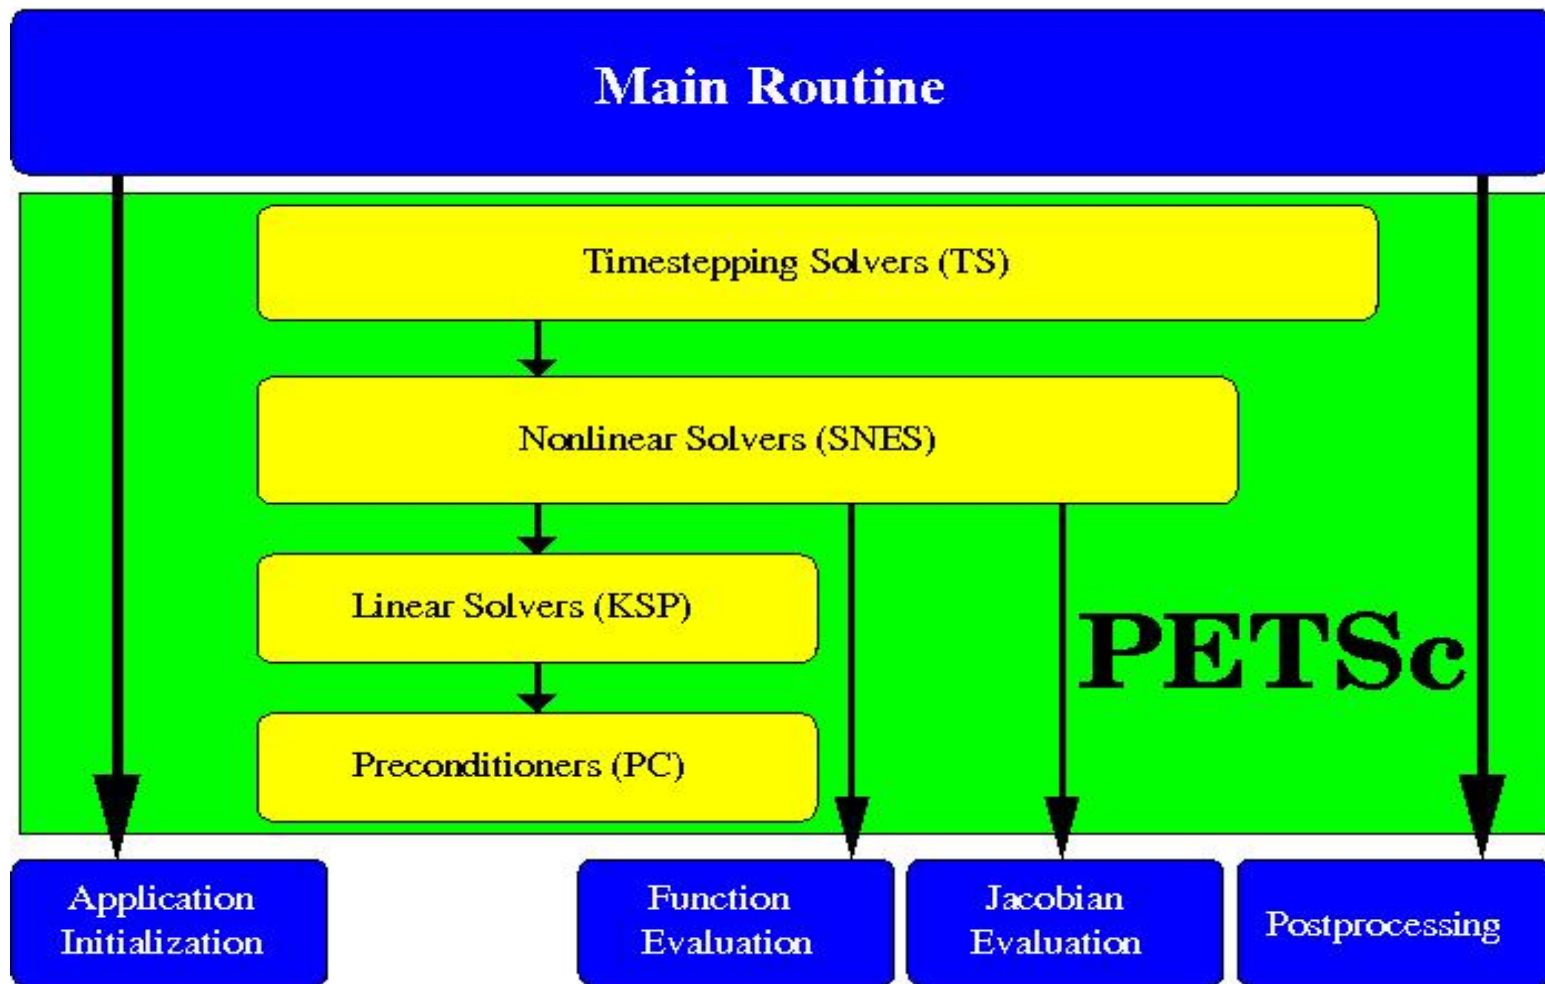 Main Routine
Timestepping Solvers (TS)
Nonlinear Solvers (SNES)
Linear Solvers (KSP)
PETSc
Preconditioners (PC)
Application
Initialization
Function
Evaluation
Jacobian
Evaluation
Postprocessing